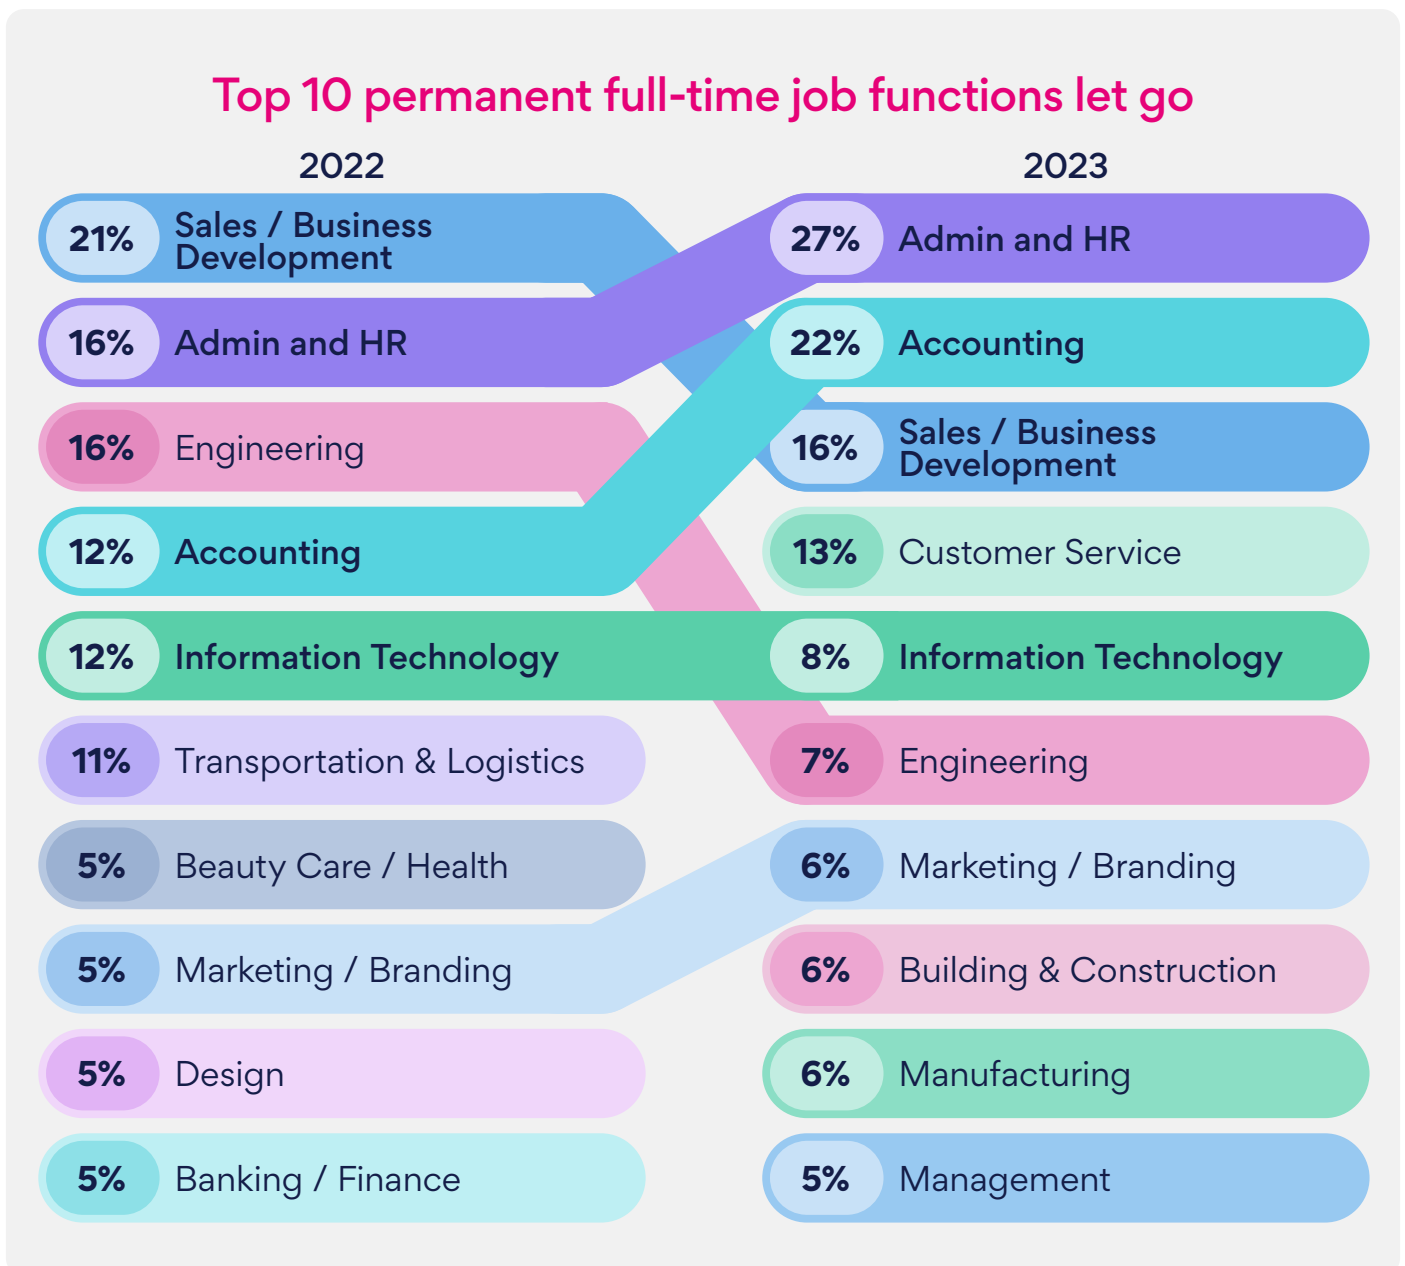 Top 10 permanent full-time job functions let go
2022
21% Sales / Business
Development
16% Admin and HR
16% Engineering
12% Accounting
12% Information Technology
11% Transportation & Logistics
5% Beauty Care / Health
5% Marketing / Branding
5% Design
5% Banking / Finance
2023
27% Admin and HR
22% Accounting
16% Sales / Business
Development
13% Customer Service
8% Information Technology
7% Engineering
6% Marketing / Branding
6% Building & Construction
6% Manufacturing
5% Management